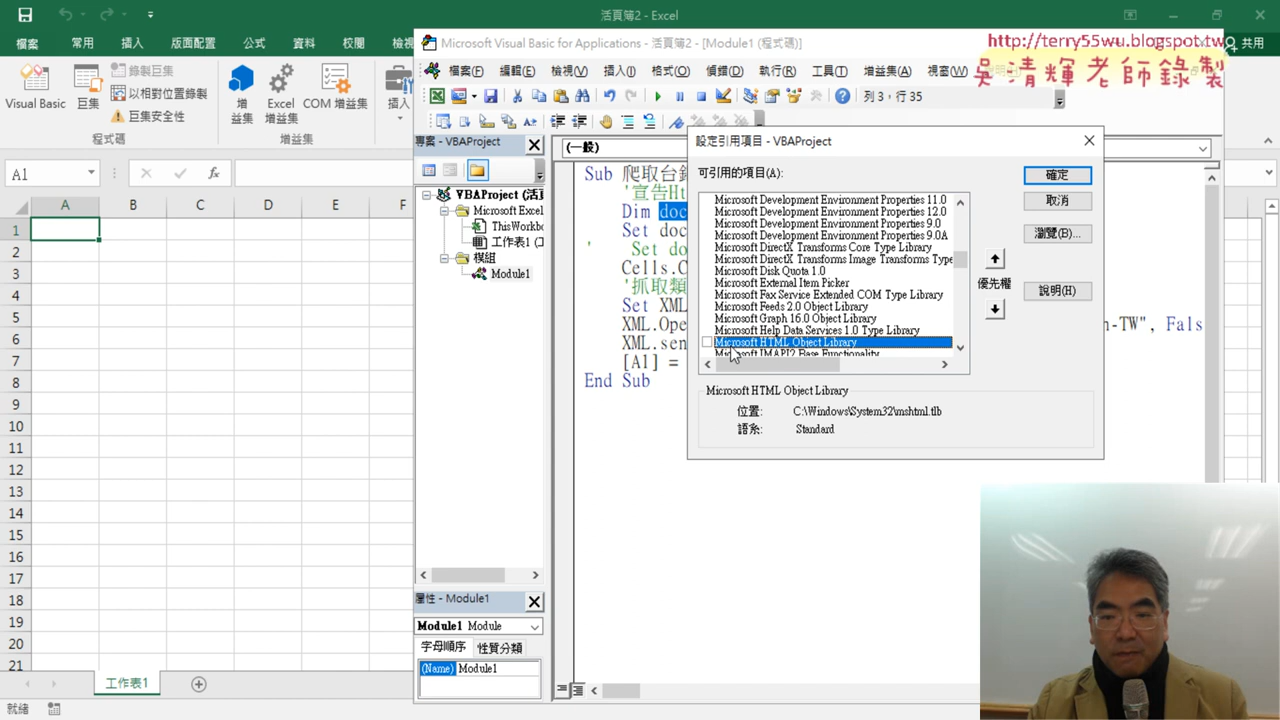 活頁簿2 - Excel
檔案 常用 插入 版面配置 公式 資料 校閱 檢視
共用
http://terry55wu.blogspot.tw
吳清輝老師錄製
Visual Basic
巨集
錄製巨集
以相對位置錄製
巨集安全性
程式碼
增益集
Excel 增益集
COM 增益集
增益集
插入
A1
fx
A B C D E F
1
2
3
4
5
6
7
8
9
10
11
12
13
14
15
16
17
18
19
20
21
工作表1
就緒
Microsoft Visual Basic for Applications - 活頁簿2 - [Module1 (程式碼)]
檔案(F) 編輯(E) 檢視(V) 插入(I) 格式(O) 偵錯(D) 執行(R) 工具(T) 增益集(A) 視窗(W)
列 3，行 35
專案 - VBAProject
VBAProject (活頁
Microsoft Excel
ThisWorkbo
工作表1 (工
模組
Module1
屬性 - Module1
Module1 Module
字母順序 性質分類
(Name) Module1
(一般)
Sub 爬取台銀
'宣告Ht
Dim doc
Set doc
' Set do
Cells.C
'抓取類
Set XML
XML.Ope n-TW", Fals
XML.sen
[A1] =
End Sub
設定引用項目 - VBAProject
可引用的項目(A):
Microsoft Development Environment Properties 11.0
Microsoft Development Environment Properties 12.0
Microsoft Development Environment Properties 9.0
Microsoft Development Environment Properties 9.0A
Microsoft DirectX Transforms Core Type Library
Microsoft DirectX Transforms Image Transforms Type
Microsoft Disk Quota 1.0
Microsoft External Item Picker
Microsoft Fax Service Extended COM Type Library
Microsoft Feeds 2.0 Object Library
Microsoft Graph 16.0 Object Library
Microsoft Help Data Services 1.0 Type Library
Microsoft HTML Object Library
Microsoft IMAPI2 Base Functionality
確定
取消
瀏覽(B)...
優先權
說明(H)
Microsoft HTML Object Library
位置: C:\Windows\System32\mshtml.tlb
語系: Standard